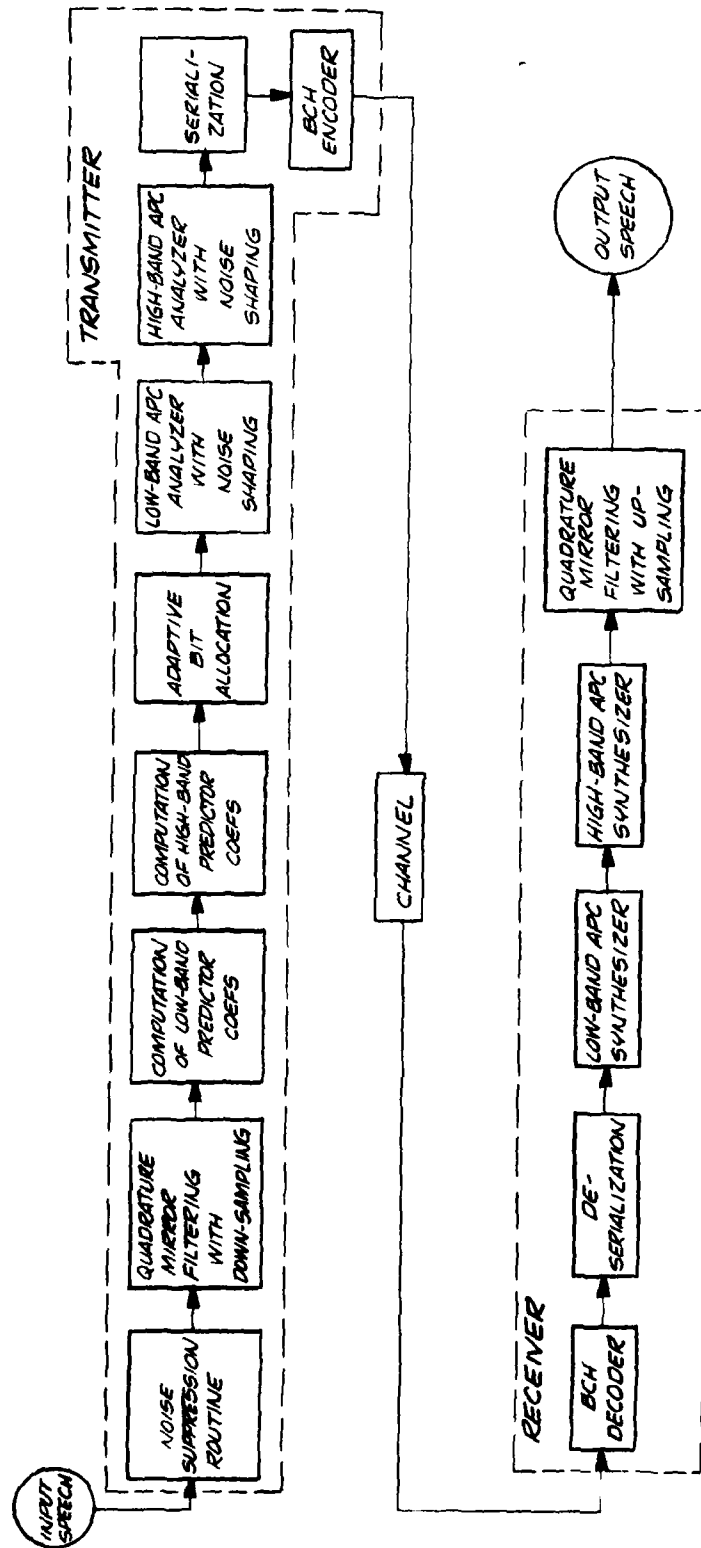 INPUT
SPEECH
TRANSMITTER
NOISE
SUPPRESSION
ROUTINE
QUADRATURE
MIRROR
FILTERING
WITH
DOWN-SAMPLING
COMPUTATION
OF LOW-BAND
PREDICTOR
COEFS
COMPUTATION
OF HIGH-BAND
PREDICTOR
COEFS
ADAPTIVE
BIT
ALLOCATION
LOW-BAND APC
ANALYZER
WITH
NOISE
SHAPING
HIGH-BAND APC
ANALYZER
WITH
NOISE
SHAPING
SERIALI-
ZATION
BCH
ENCODER
CHANNEL
RECEIVER
BCH
DECODER
DE-
SERIALIZATION
LOW-BAND APC
SYNTHESIZER
HIGH-BAND APC
SYNTHESIZER
QUADRATURE
MIRROR
FILTERING
WITH UP-
SAMPLING
OUTPUT
SPEECH